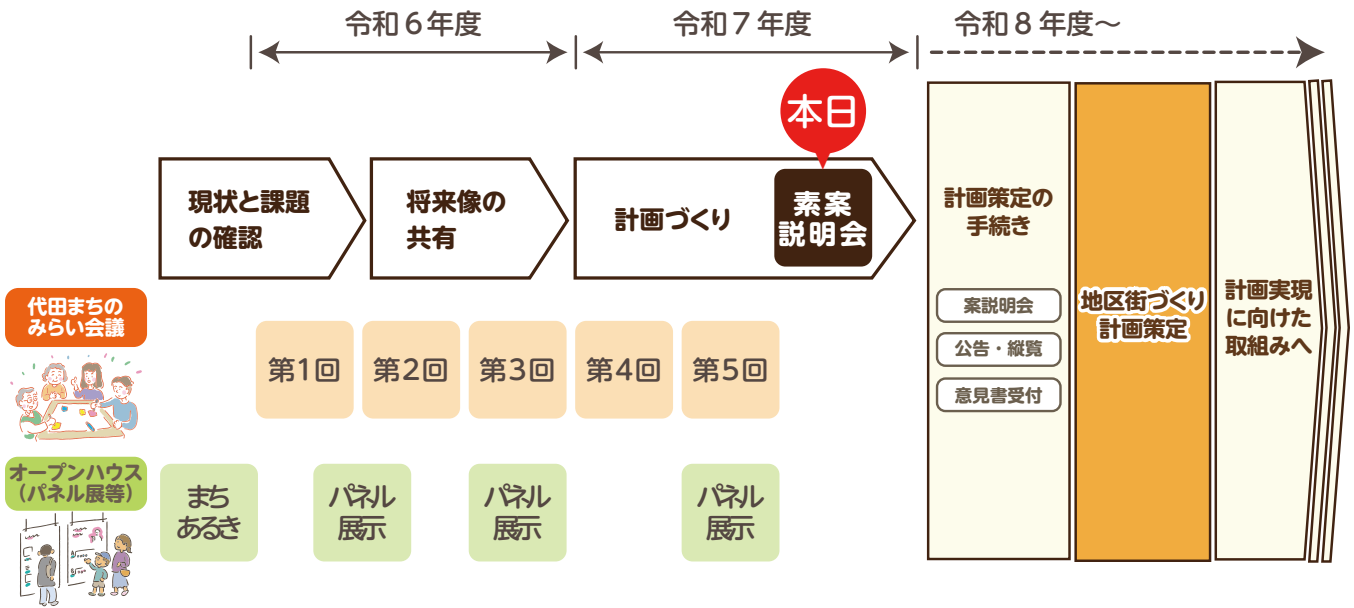 令和6年度
令和7年度
令和8年度～
本日
現状と課題
の確認
将来像の
共有
計画づくり
素案
説明会
計画策定の
手続き
案説明会
公告・縦覧
意見書受付
地区街づくり
計画策定
計画実現
に向けた
取組みへ
代田まちの
みらい会議
第1回
第2回
第3回
第4回
第5回
オープンハウス
（パネル展等）
まち
あるき
パネル
展示
パネル
展示
パネル
展示